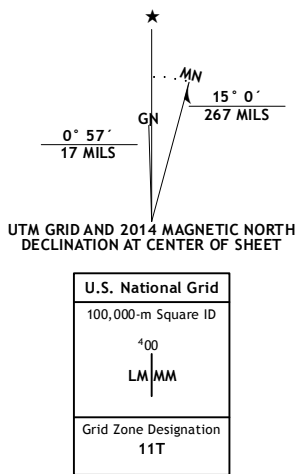 ★
MN
GN
15° 0´
267 MILS
0° 57´
17 MILS
UTM GRID AND 2014 MAGNETIC NORTH
DECLINATION AT CENTER OF SHEET
U.S. National Grid
100,000-m Square ID
⁴00
LM MM
Grid Zone Designation
11T